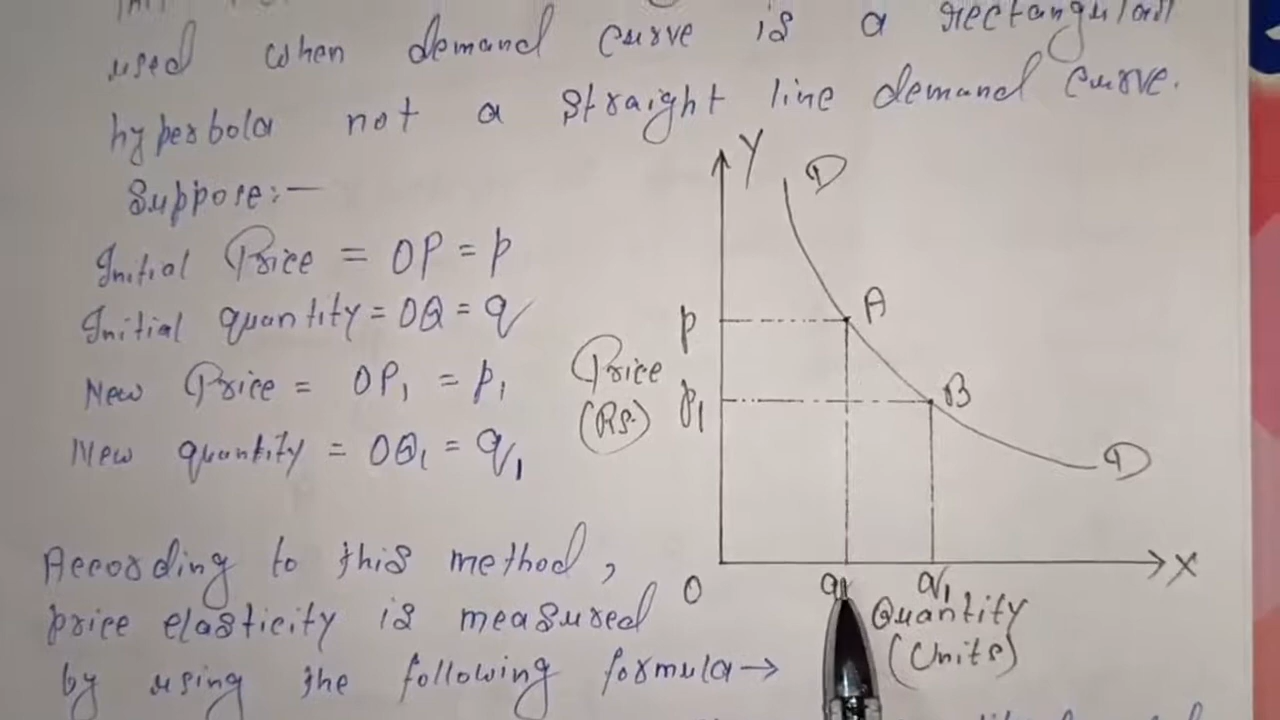 used when demand curve is a rectangular
hyperbola not a straight line demand curve.
Suppose:—
Initial Price = OP = p
Initial quantity = OQ = q
New Price = OP₁ = p₁
New quantity = OQ₁ = q₁
According to this method,
price elasticity is measured
by using the following formula→
Y
D
A
p
Price
(Rs.)
p₁
B
D
O
q
q₁
X
Quantity
(Units)